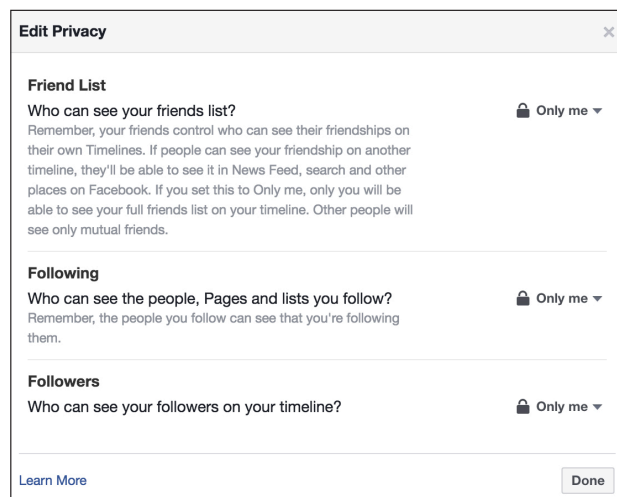 Edit Privacy
Friend List
Who can see your friends list?
Only me
Remember, your friends control who can see their friendships on
their own Timelines. If people can see your friendship on another
timeline, they'll be able to see it in News Feed, search and other
places on Facebook. If you set this to Only me, only you will be
able to see your full friends list on your timeline. Other people will
see only mutual friends.
Following
Who can see the people, Pages and lists you follow?
Only me
Remember, the people you follow can see that you're following
them.
Followers
Who can see your followers on your timeline?
Only me
Learn More
Done